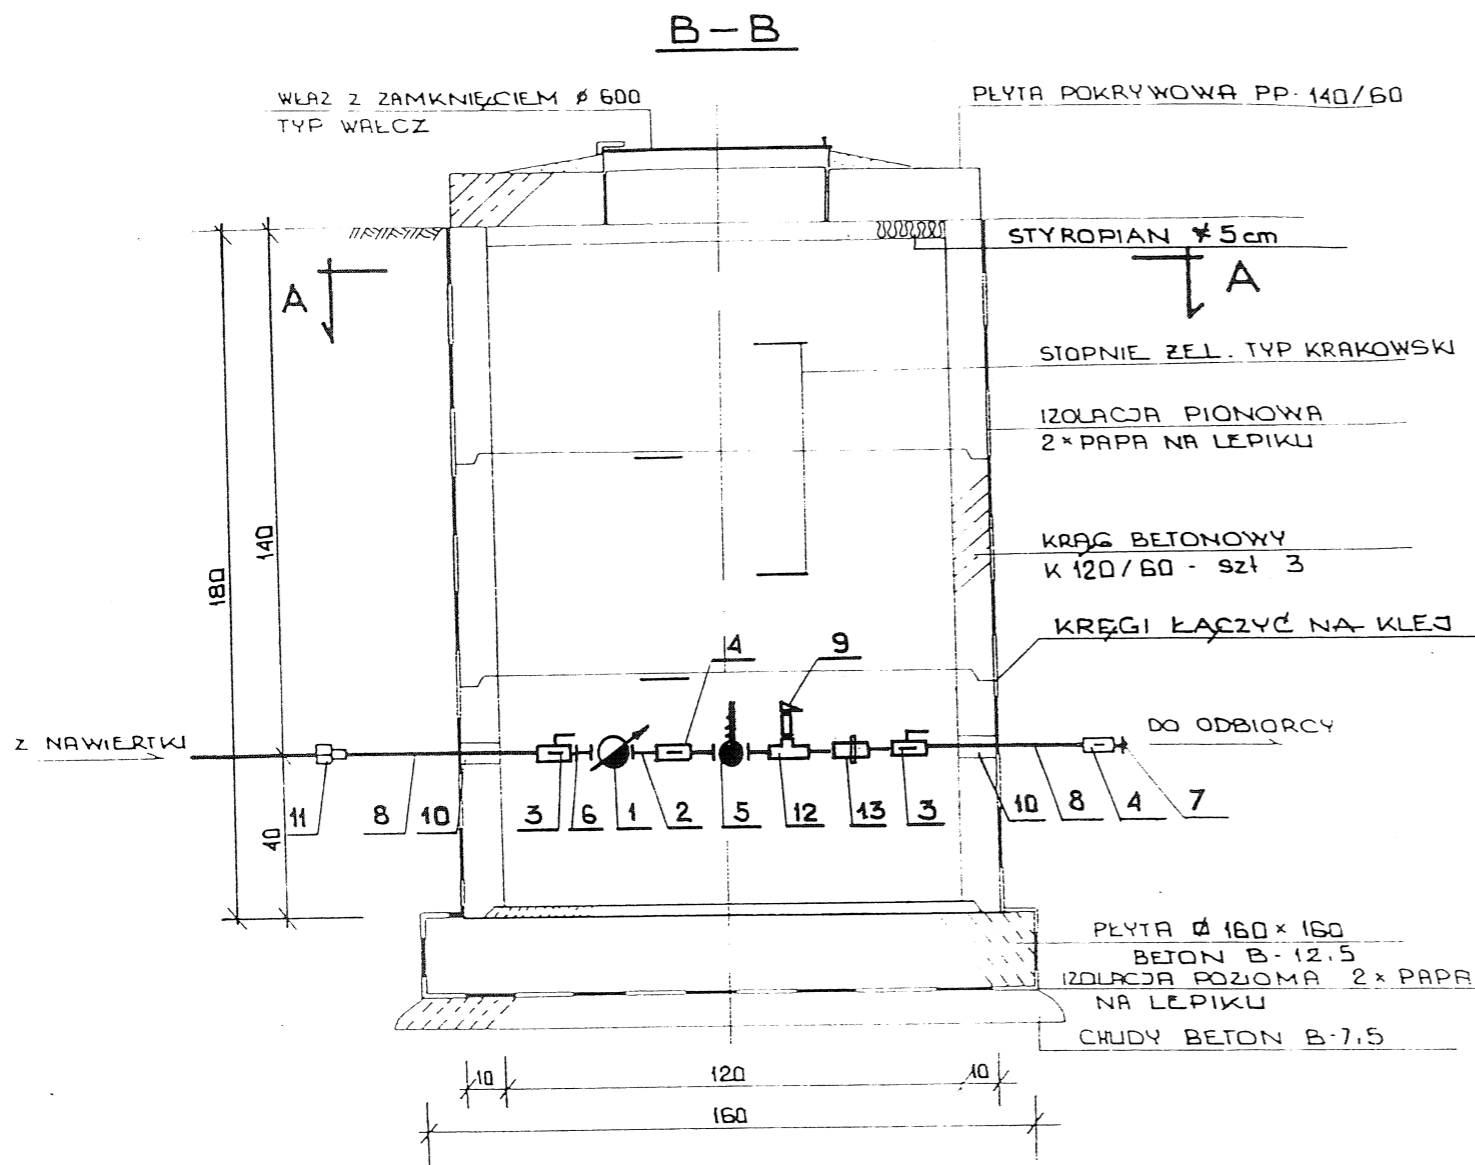 B-B
WŁAZ Z ZAMKNIĘCIEM Ø 600
TYP WAŁCZ
PŁYTA POKRYWOWA PP. 140/60
STYROPIAN ≠ 5 cm
A
A
STOPNIE ŻEL. TYP KRAKOWSKI
IZOLACJA PIONOWA
2 × PAPA NA LEPIKU
140
180
KRĄG BETONOWY
K 120/60 - szt 3
KRĘGI ŁĄCZYĆ NA KLEJ
4
9
Z NAWIERTKI
DO ODBIORCY
11
8
10
3
6
1
2
5
12
13
3
10
8
4
7
40
PŁYTA Ø 160 × 160
BETON B-12,5
IZOLACJA POZIOMA 2 × PAPA
NA LEPIKU
CHUDY BETON B-7,5
10
120
10
160